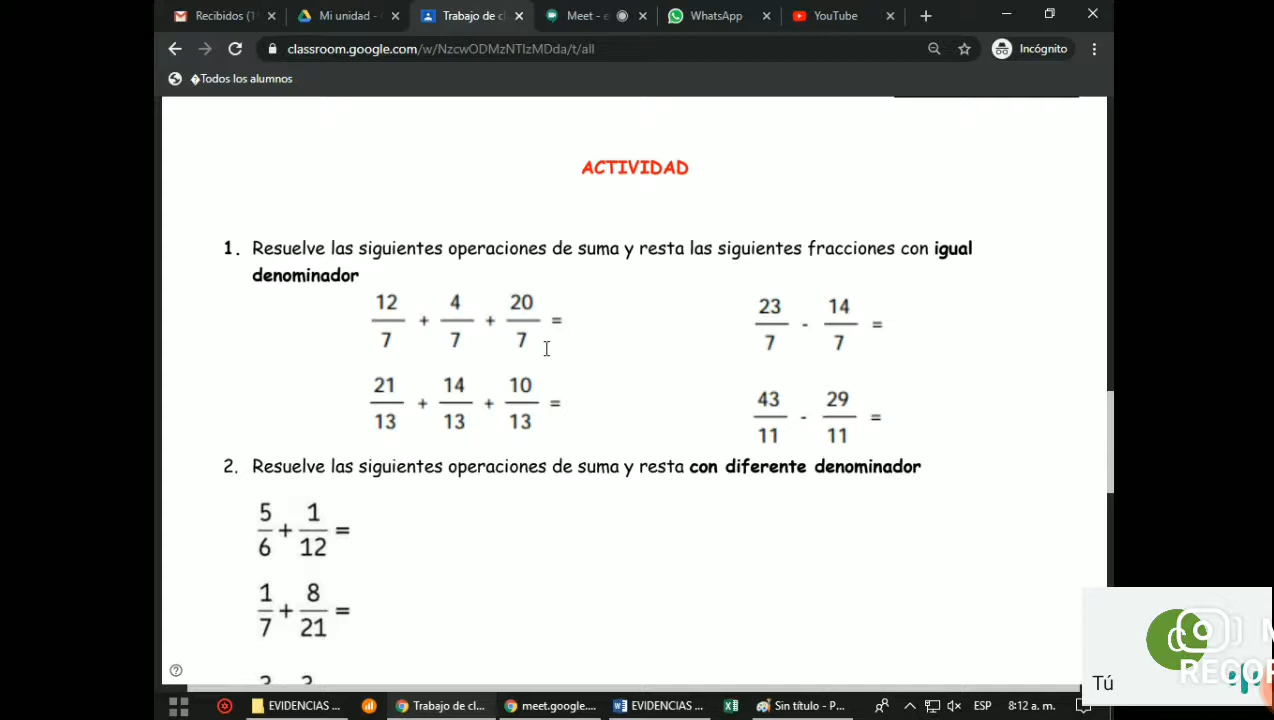 Recibidos (1
Mi unidad -
Trabajo de cl
Meet - e
WhatsApp
YouTube
classroom.google.com/w/NzcwODMzNTIzMDda/t/all
Incógnito
�Todos los alumnos
ACTIVIDAD
1. Resuelve las siguientes operaciones de suma y resta las siguientes fracciones con igual
denominador
12/7 + 4/7 + 20/7 =
23/7 - 14/7 =
21/13 + 14/13 + 10/13 =
43/11 - 29/11 =
2. Resuelve las siguientes operaciones de suma y resta con diferente denominador
5/6 + 1/12 =
1/7 + 8/21 =
Tú
RECOR
EVIDENCIAS ...
Trabajo de cl...
meet.google....
EVIDENCIAS ...
Sin título - P...
ESP
8:12 a. m.